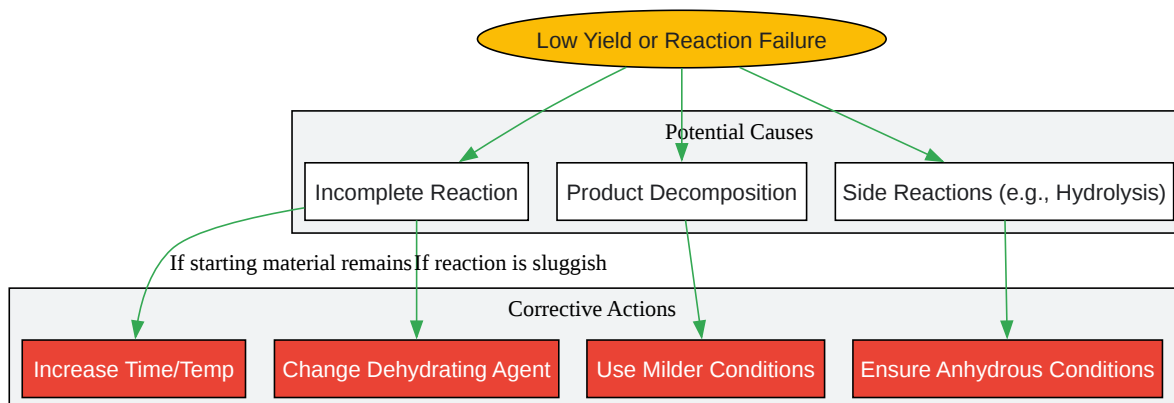 Low Yield or Reaction Failure
Potential Causes
Incomplete Reaction
Product Decomposition
Side Reactions (e.g., Hydrolysis)
If starting material remains
If reaction is sluggish
Corrective Actions
Increase Time/Temp
Change Dehydrating Agent
Use Milder Conditions
Ensure Anhydrous Conditions